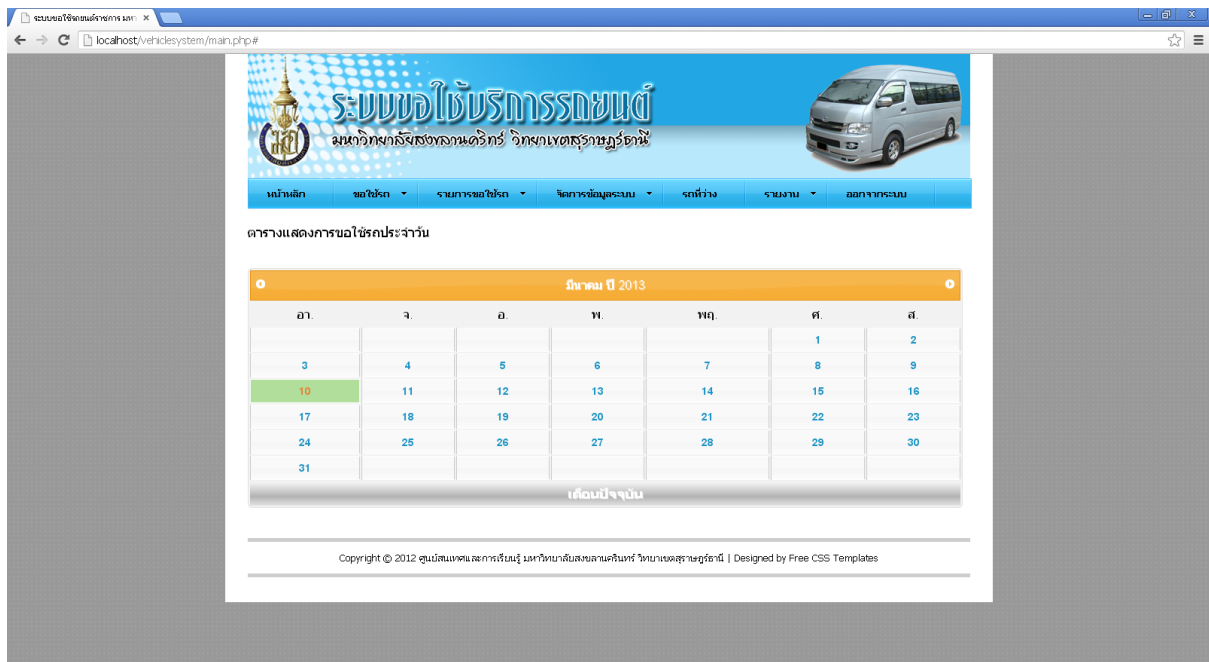 ระบบขอใช้รถยนต์ราชการ มหา
localhost/vehiclesystem/main.php#
ระบบขอใช้บริการรถยนต์
มหาวิทยาลัยสงขลานครินทร์ วิทยาเขตสุราษฎร์ธานี
หน้าหลัก ขอใช้รถ รายการขอใช้รถ จัดการข้อมูลระบบ รถที่ว่าง รายงาน ออกจากระบบ
ตารางแสดงการขอใช้รถประจำวัน
มีนาคม ปี 2013
อา. จ. อ. พ. พฤ. ศ. ส.
1 2
3 4 5 6 7 8 9
10 11 12 13 14 15 16
17 18 19 20 21 22 23
24 25 26 27 28 29 30
31
เดือนปัจจุบัน
Copyright © 2012 ศูนย์สนเทศและการเรียนรู้ มหาวิทยาลัยสงขลานครินทร์ วิทยาเขตสุราษฎร์ธานี | Designed by Free CSS Templates